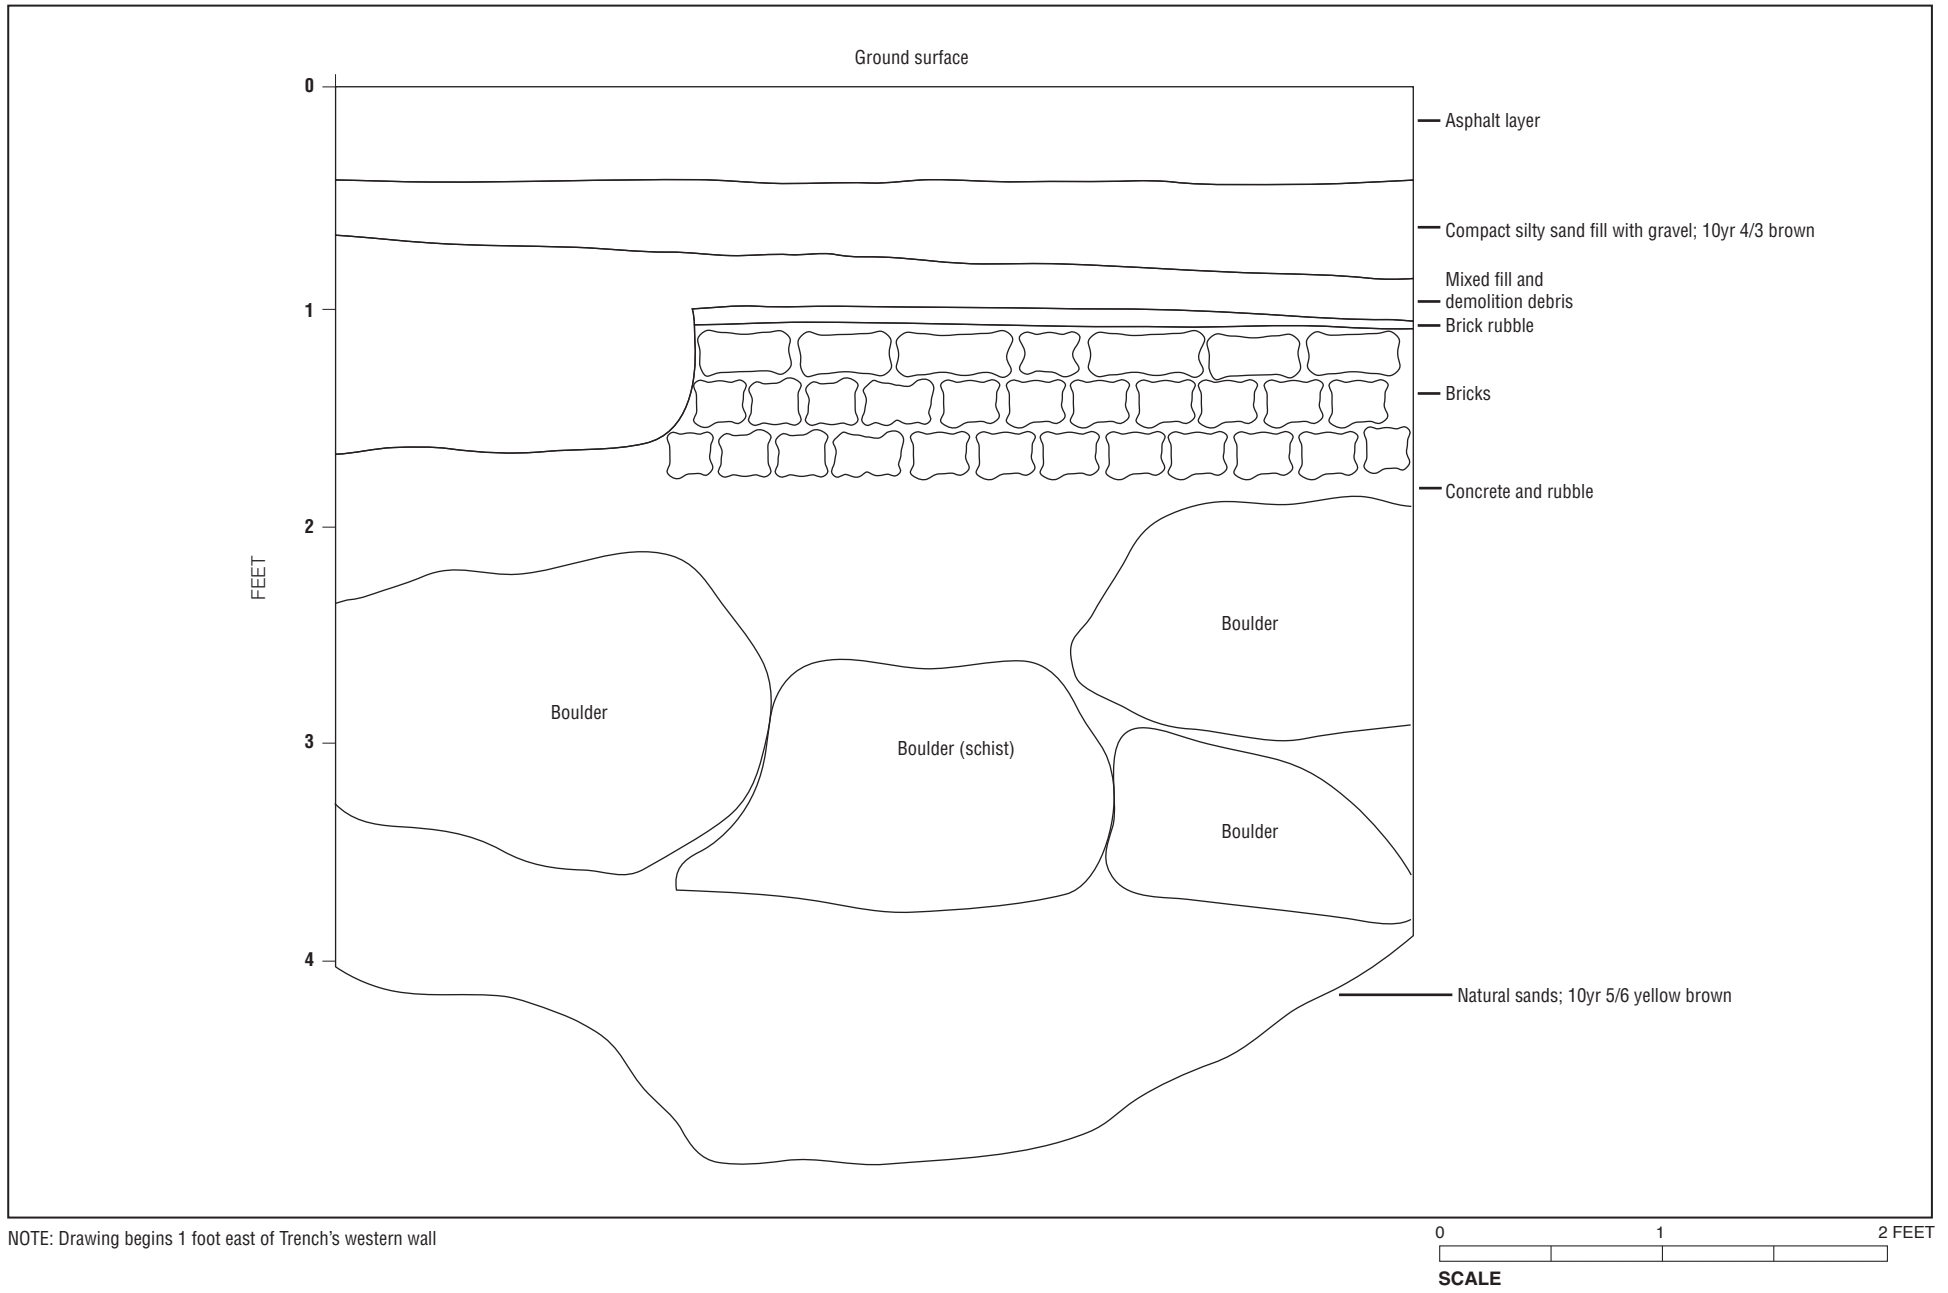 Ground surface
0
Asphalt layer
Compact silty sand fill with gravel; 10yr 4/3 brown
Mixed fill and
demolition debris
1
Brick rubble
Bricks
Concrete and rubble
2
FEET
Boulder
Boulder
3
Boulder (schist)
Boulder
4
Natural sands; 10yr 5/6 yellow brown
NOTE: Drawing begins 1 foot east of Trench’s western wall
0 1 2 FEET
SCALE